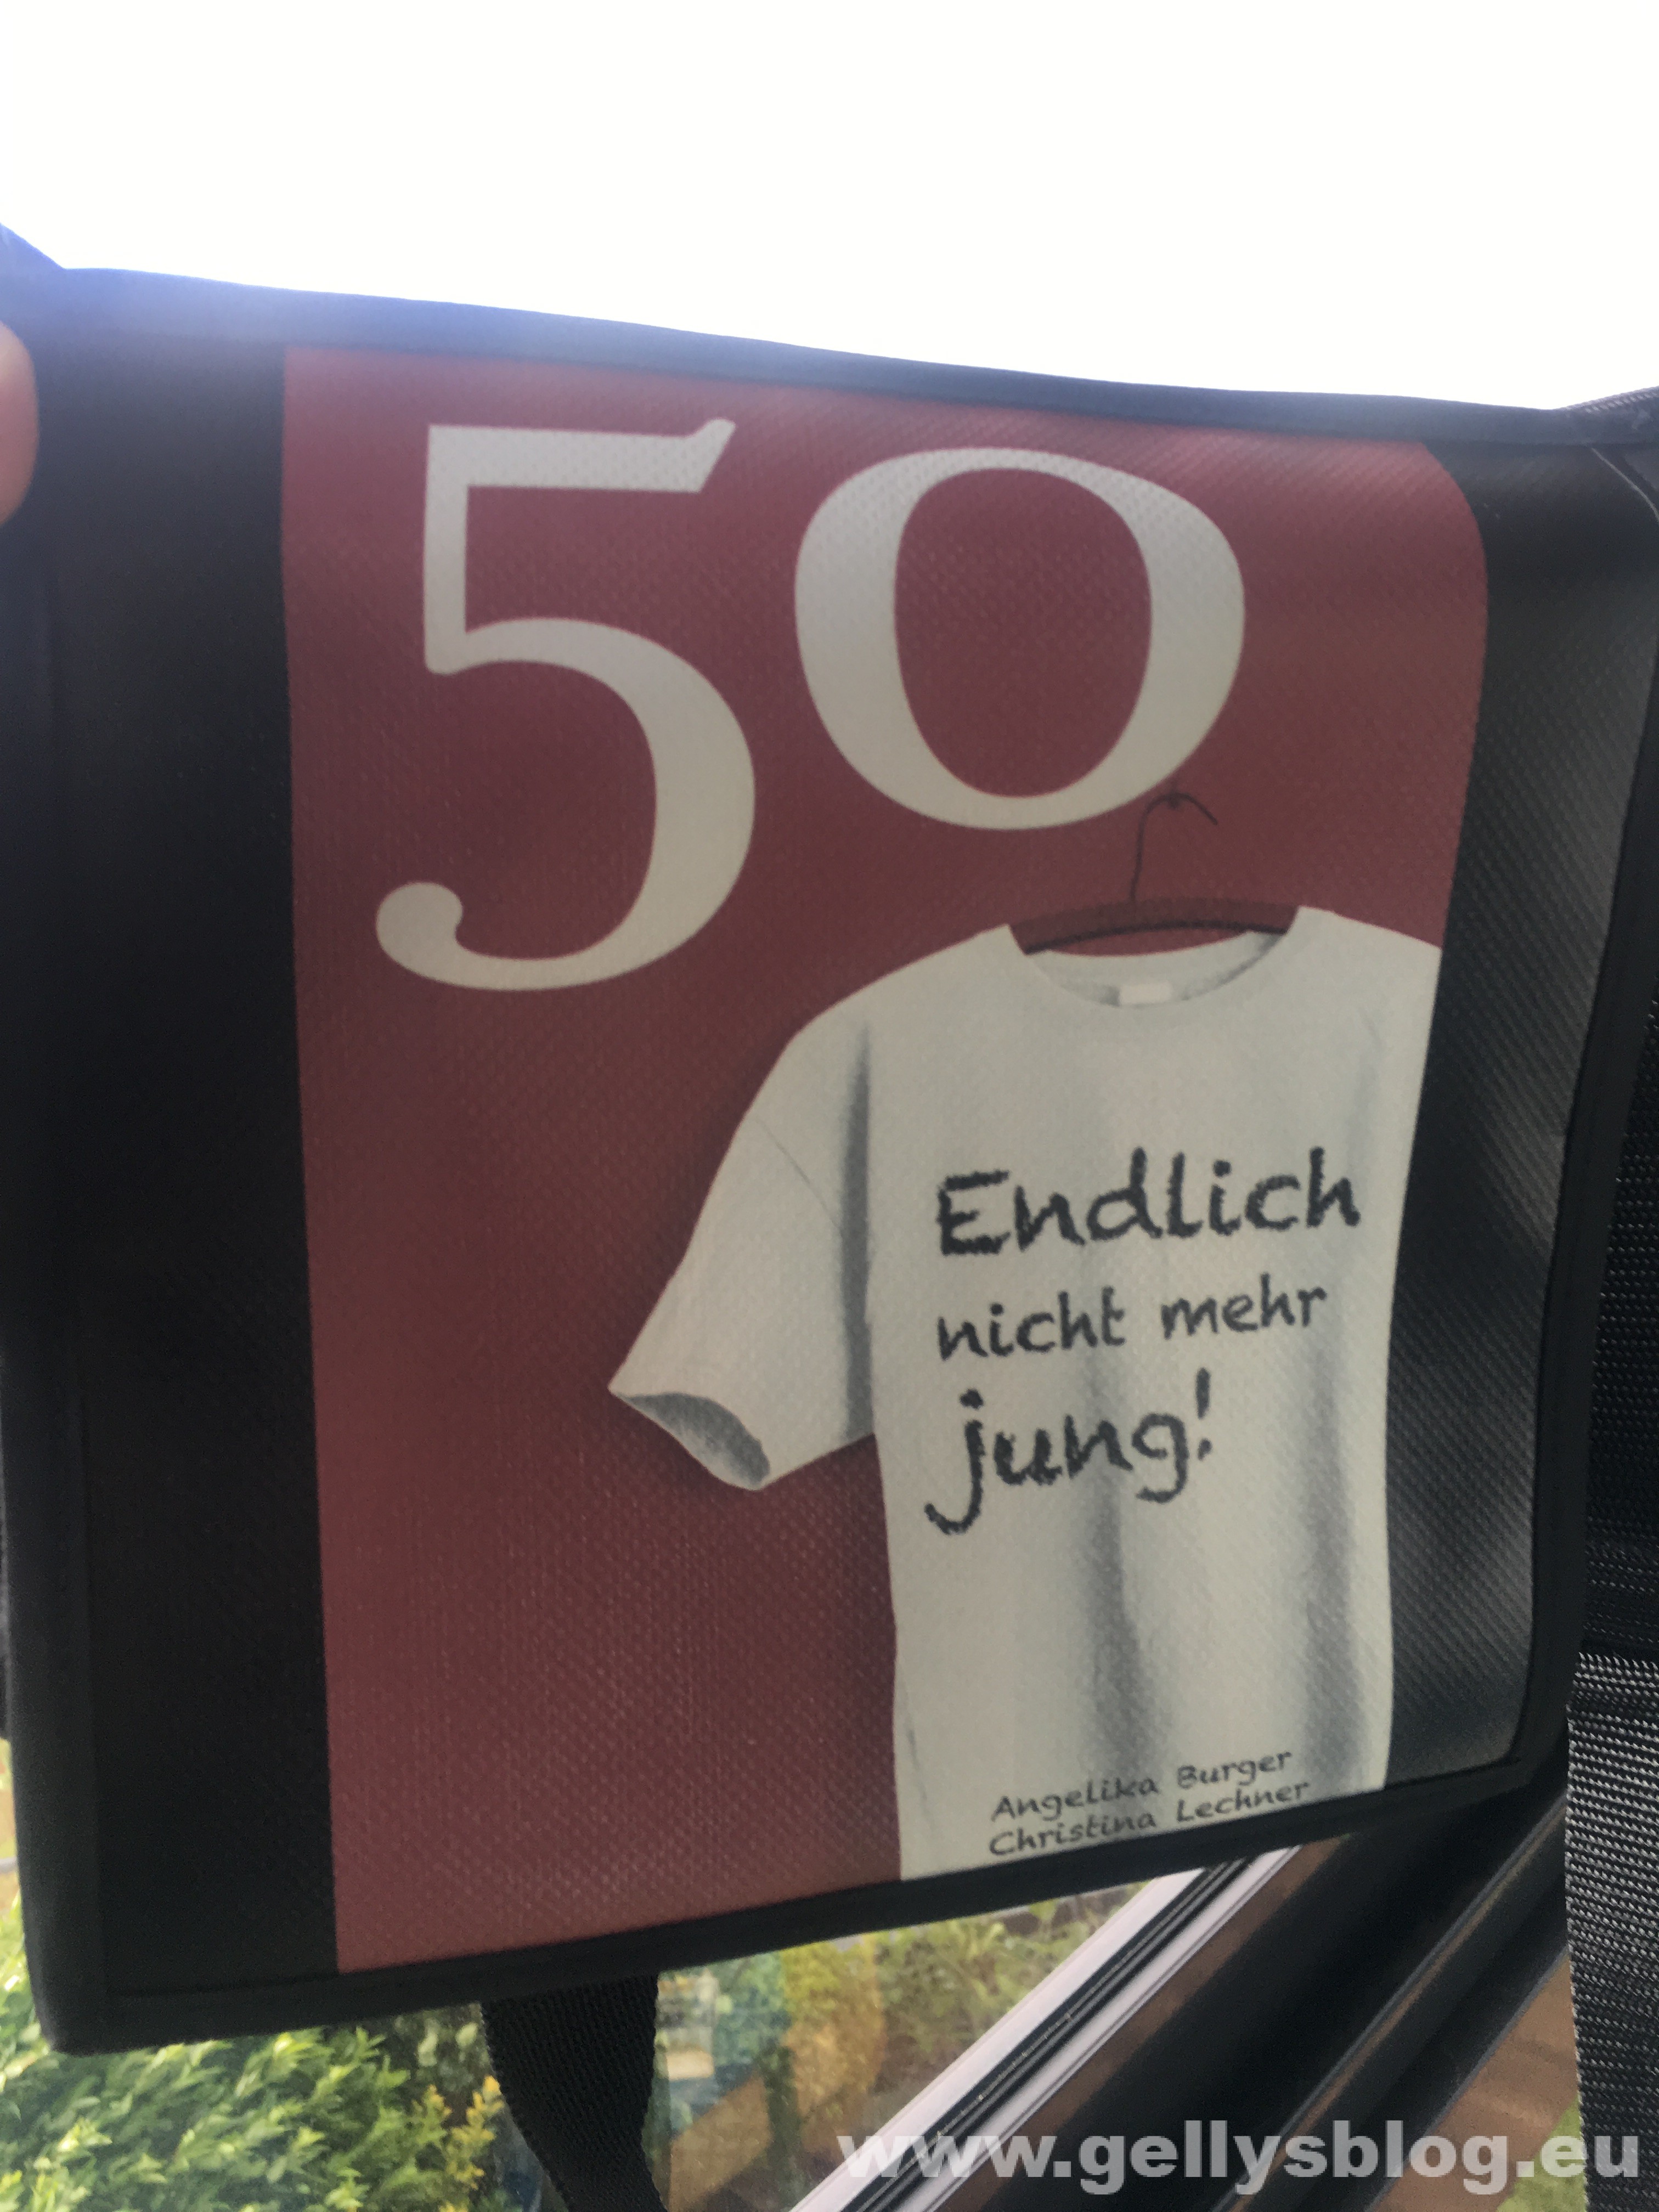 50
Endlich
nicht mehr
jung!
Angelika Burger
Christina Lechner
www.gellysblog.eu